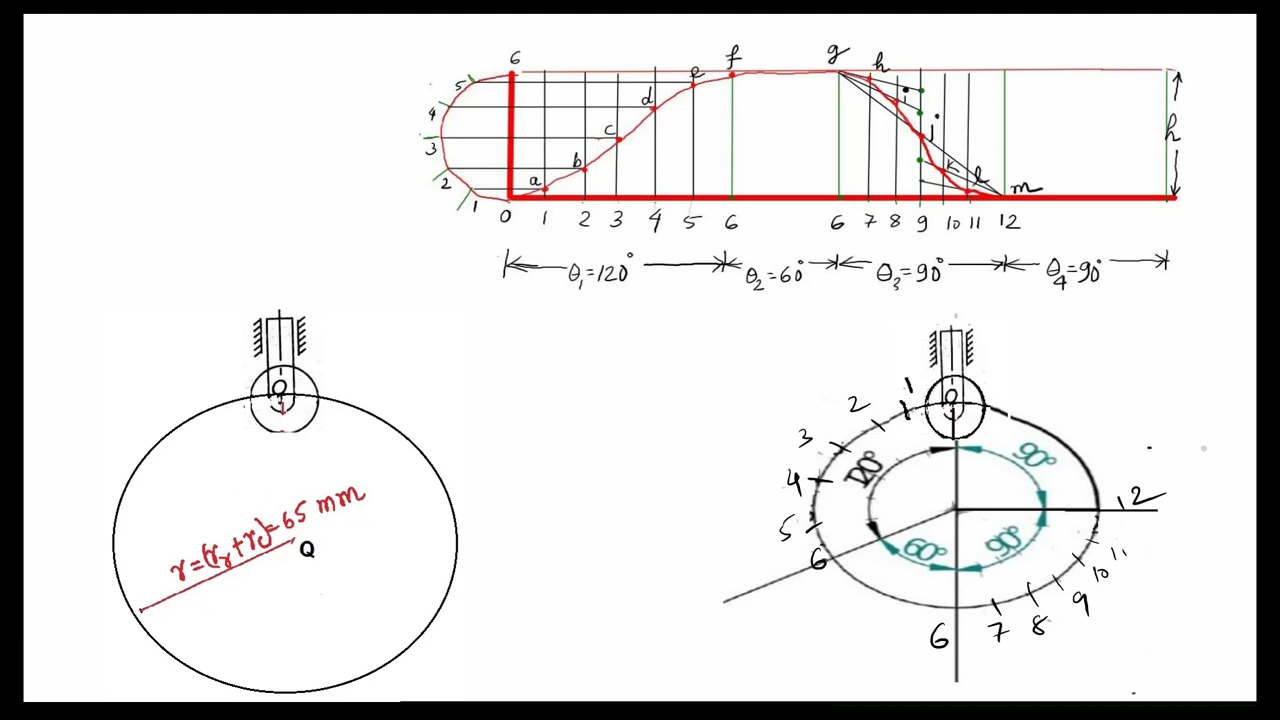 6 f g h
5 e i
4 d
3 c j h
2 b k
1 a l m
0 1 2 3 4 5 6 6 7 8 9 10 11 12
θ1=120° θ2=60° θ3=90° θ4=90°
O
r=(rr+r)=65 mm
Q
O
1
2
3
4
5
6
120° 90°
60° 90°
12
11
10
9
8
7
6